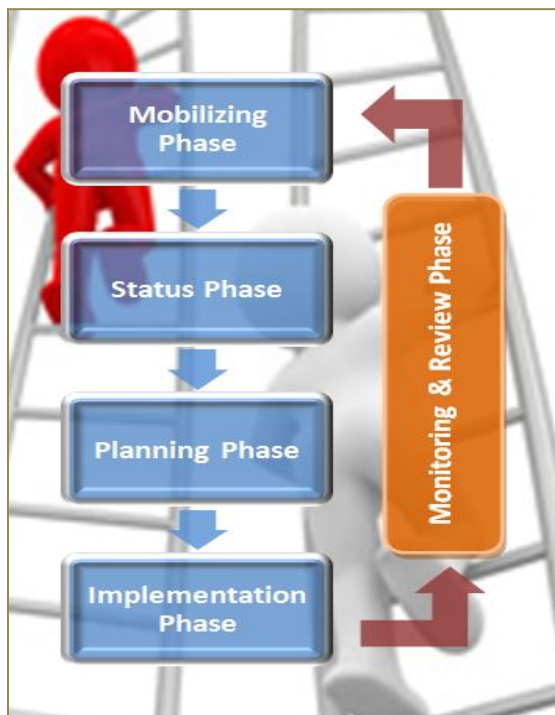 Mobilizing
Phase
Status Phase
Planning Phase
Implementation
Phase
Monitoring & Review Phase